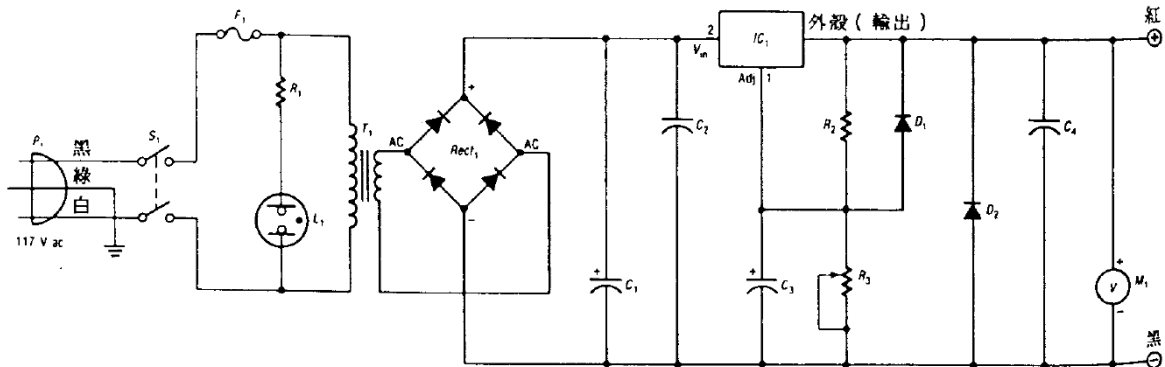 F₁
R₁
T₁
P₁
黑
綠
白
117 V ac
S₁
L₁
AC
Rect₁
AC
+
-
+
C₁
C₂
2
V_in
IC₁
Adj
1
外殼(輸出)
R₂
D₁
+
C₃
R₃
D₂
C₄
+
V
-
M₁
紅
+
黑
-